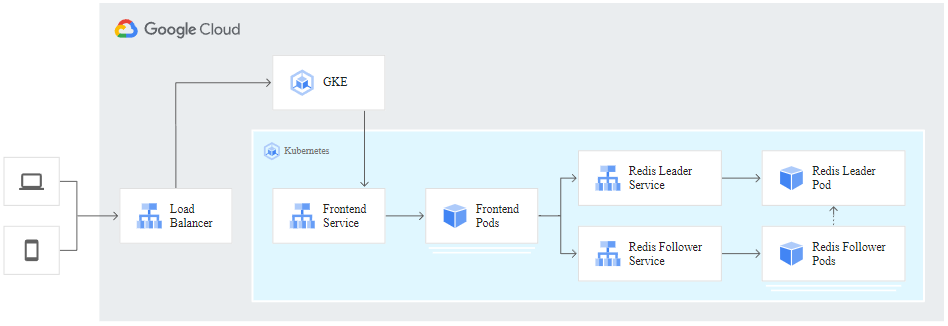 Google Cloud
GKE
Kubernetes
Load
Balancer
Frontend
Service
Frontend
Pods
Redis Leader
Service
Redis Leader
Pod
Redis Follower
Service
Redis Follower
Pods